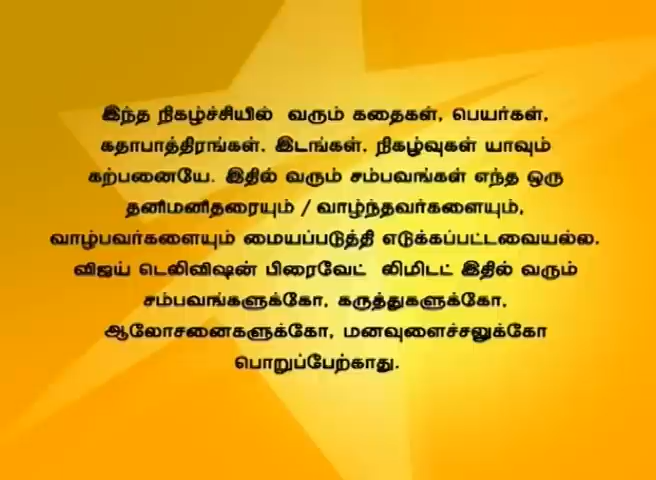 இந்த நிகழ்ச்சியில் வரும் கதைகள், பெயர்கள்,
கதாபாத்திரங்கள், இடங்கள், நிகழ்வுகள் யாவும்
கற்பனையே. இதில் வரும் சம்பவங்கள் எந்த ஒரு
தனிமனிதரையும் / வாழ்ந்தவர்களையும்,
வாழ்பவர்களையும் மையப்படுத்தி எடுக்கப்பட்டவையல்ல.
விஜய் டெலிவிஷன் பிரைவேட் லிமிடட் இதில் வரும்
சம்பவங்களுக்கோ, கருத்துகளுக்கோ,
ஆலோசனைகளுக்கோ, மனவுளைச்சலுக்கோ
பொறுப்பேற்காது.